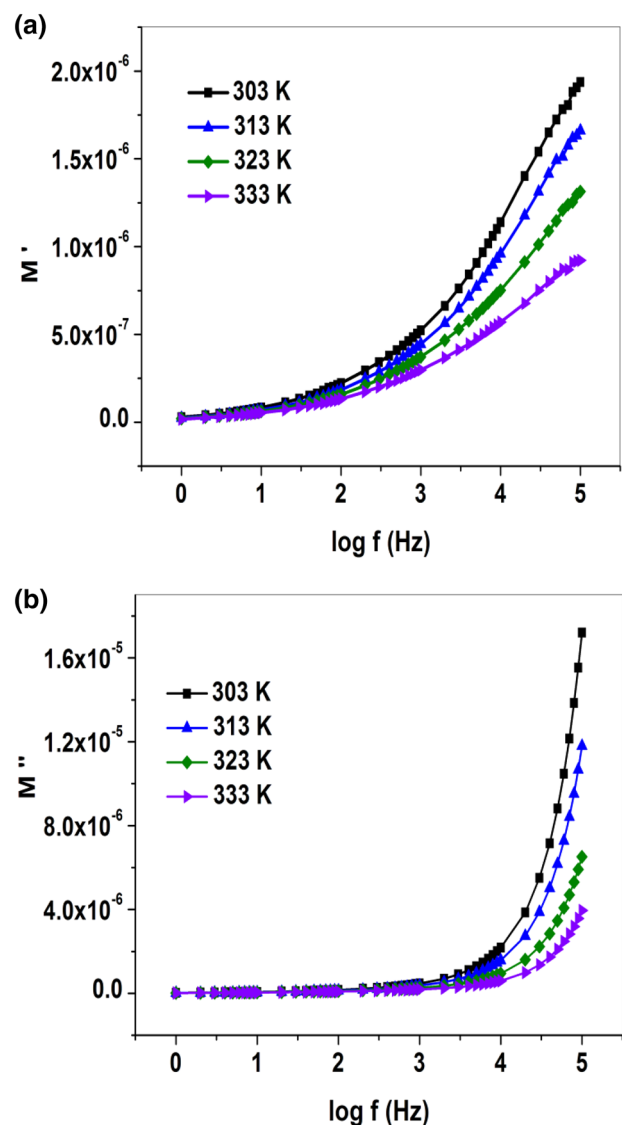 (a)
2.0x10⁻⁶
1.5x10⁻⁶
1.0x10⁻⁶
5.0x10⁻⁷
0.0
M '
303 K
313 K
323 K
333 K
0 1 2 3 4 5
log f (Hz)
(b)
1.6x10⁻⁵
1.2x10⁻⁵
8.0x10⁻⁶
4.0x10⁻⁶
0.0
M "
303 K
313 K
323 K
333 K
0 1 2 3 4 5
log f (Hz)